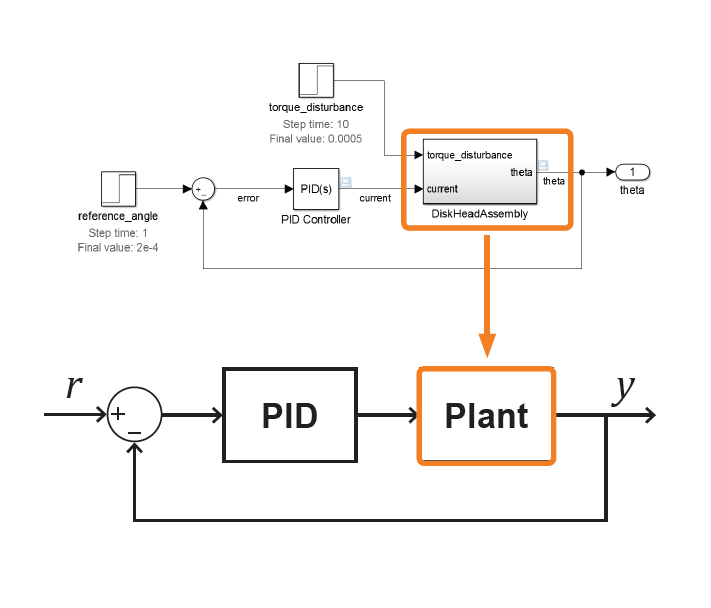 torque_disturbance
Step time: 10
Final value: 0.0005
torque_disturbance
theta
theta
current
DiskHeadAssembly
1
theta
reference_angle
Step time: 1
Final value: 2e-4
+
−
error
PID(s)
PID Controller
current
r
+
−
PID
Plant
y